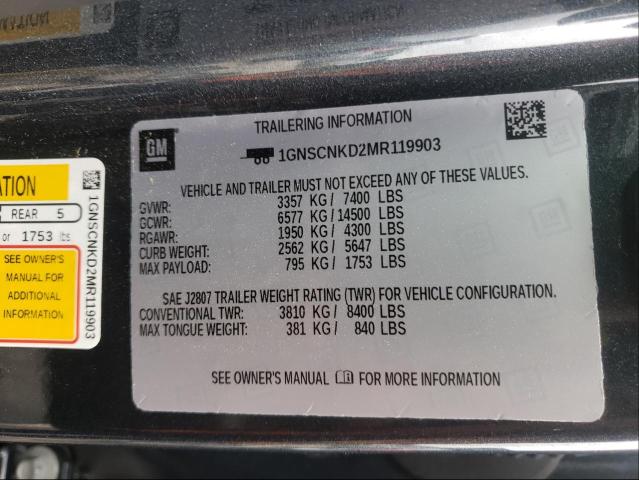 GM
TRAILERING INFORMATION
1GNSCNKD2MR119903
VEHICLE AND TRAILER MUST NOT EXCEED ANY OF THESE VALUES.
GVWR: 3357 KG / 7400 LBS
GCWR: 6577 KG / 14500 LBS
RGAWR: 1950 KG / 4300 LBS
CURB WEIGHT: 2562 KG / 5647 LBS
MAX PAYLOAD: 795 KG / 1753 LBS
SAE J2807 TRAILER WEIGHT RATING (TWR) FOR VEHICLE CONFIGURATION.
CONVENTIONAL TWR: 3810 KG / 8400 LBS
MAX TONGUE WEIGHT: 381 KG / 840 LBS
SEE OWNER'S MANUAL FOR MORE INFORMATION
ATION
REAR 5
or 1753 lbs
SEE OWNER'S
MANUAL FOR
ADDITIONAL
INFORMATION
1GNSCNKD2MR119903